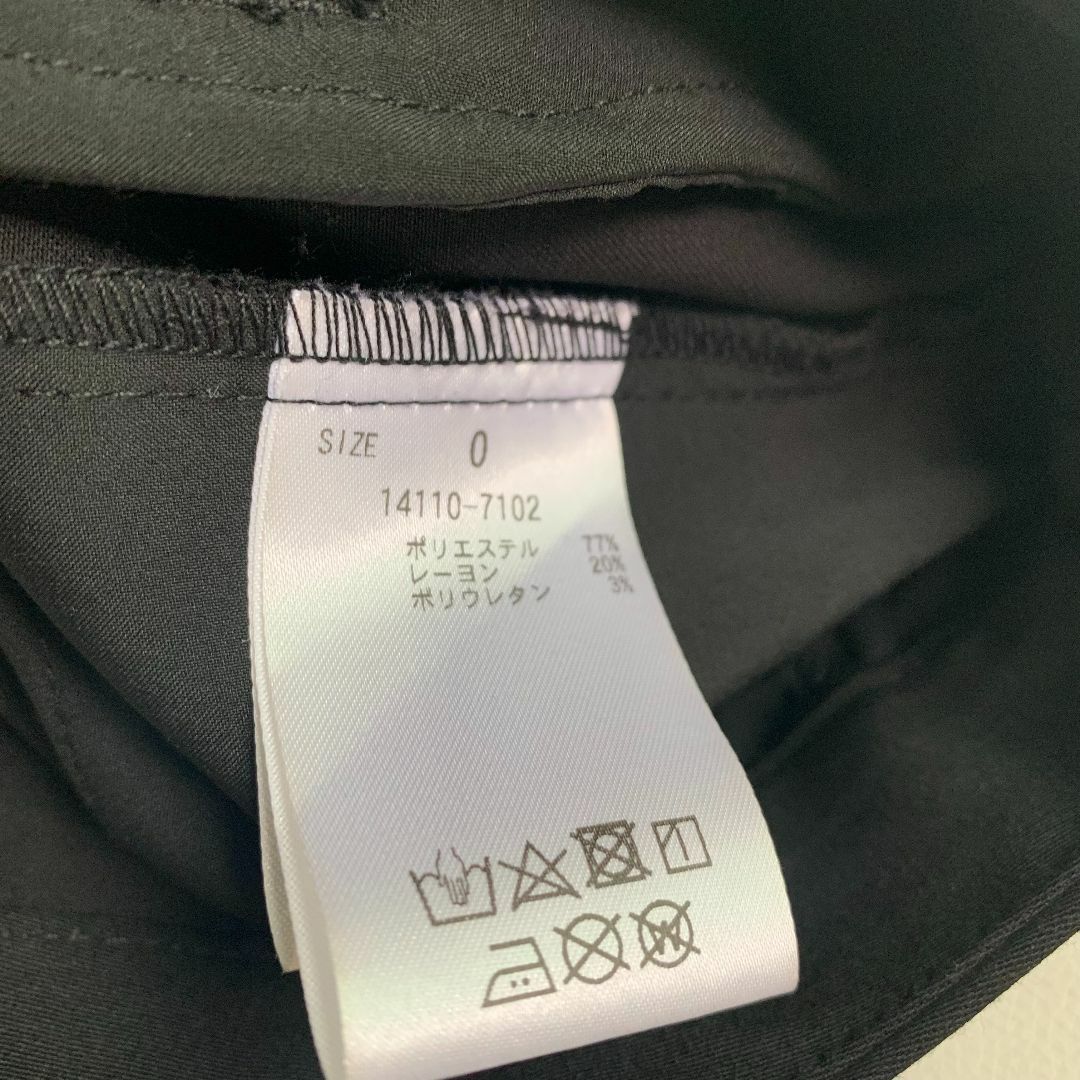 SIZE 0
14110-7102
ポリエステル 77%
レーヨン 20%
ポリウレタン 3%
W